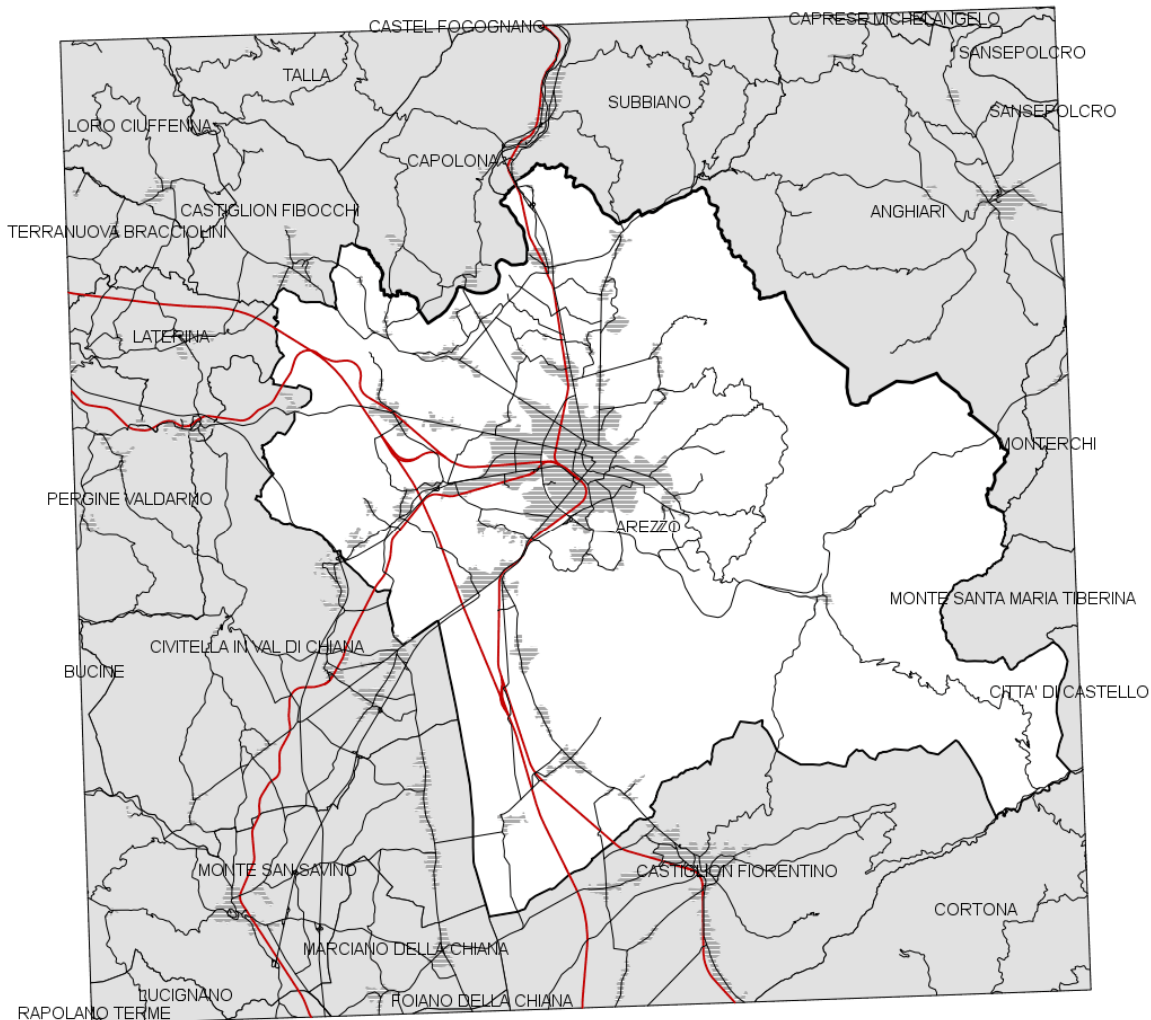 CASTEL FOCOGNANO
CAPRESE MICHELANGELO
SANSEPOLCRO
TALLA
SUBBIANO
SANSEPOLCRO
LORO CIUFFENNA
CAPOLONA
CASTIGLION FIBOCCHI
ANGHIARI
TERRANUOVA BRACCIOLINI
LATERINA
MONTERCHI
PERGINE VALDARNO
AREZZO
MONTE SANTA MARIA TIBERINA
CIVITELLA IN VAL DI CHIANA
BUCINE
CITTA' DI CASTELLO
MONTE SAN SAVINO
CASTIGLION FIORENTINO
CORTONA
MARCIANO DELLA CHIANA
LUCIGNANO
FOIANO DELLA CHIANA
RAPOLANO TERME